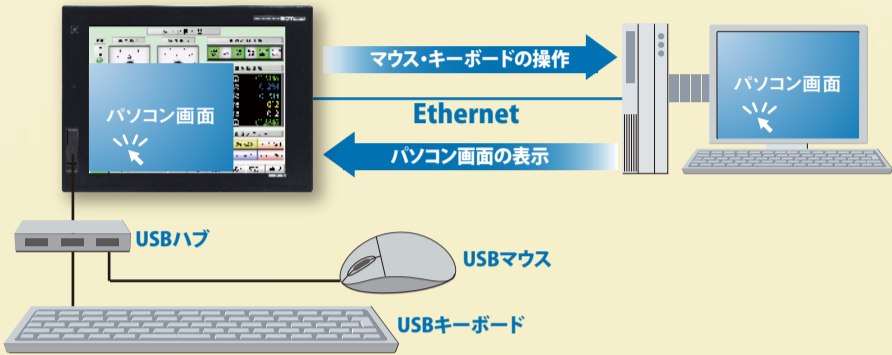 マウス・キーボードの操作
パソコン画面
パソコン画面
Ethernet
パソコン画面の表示
USBハブ
USBマウス
USBキーボード